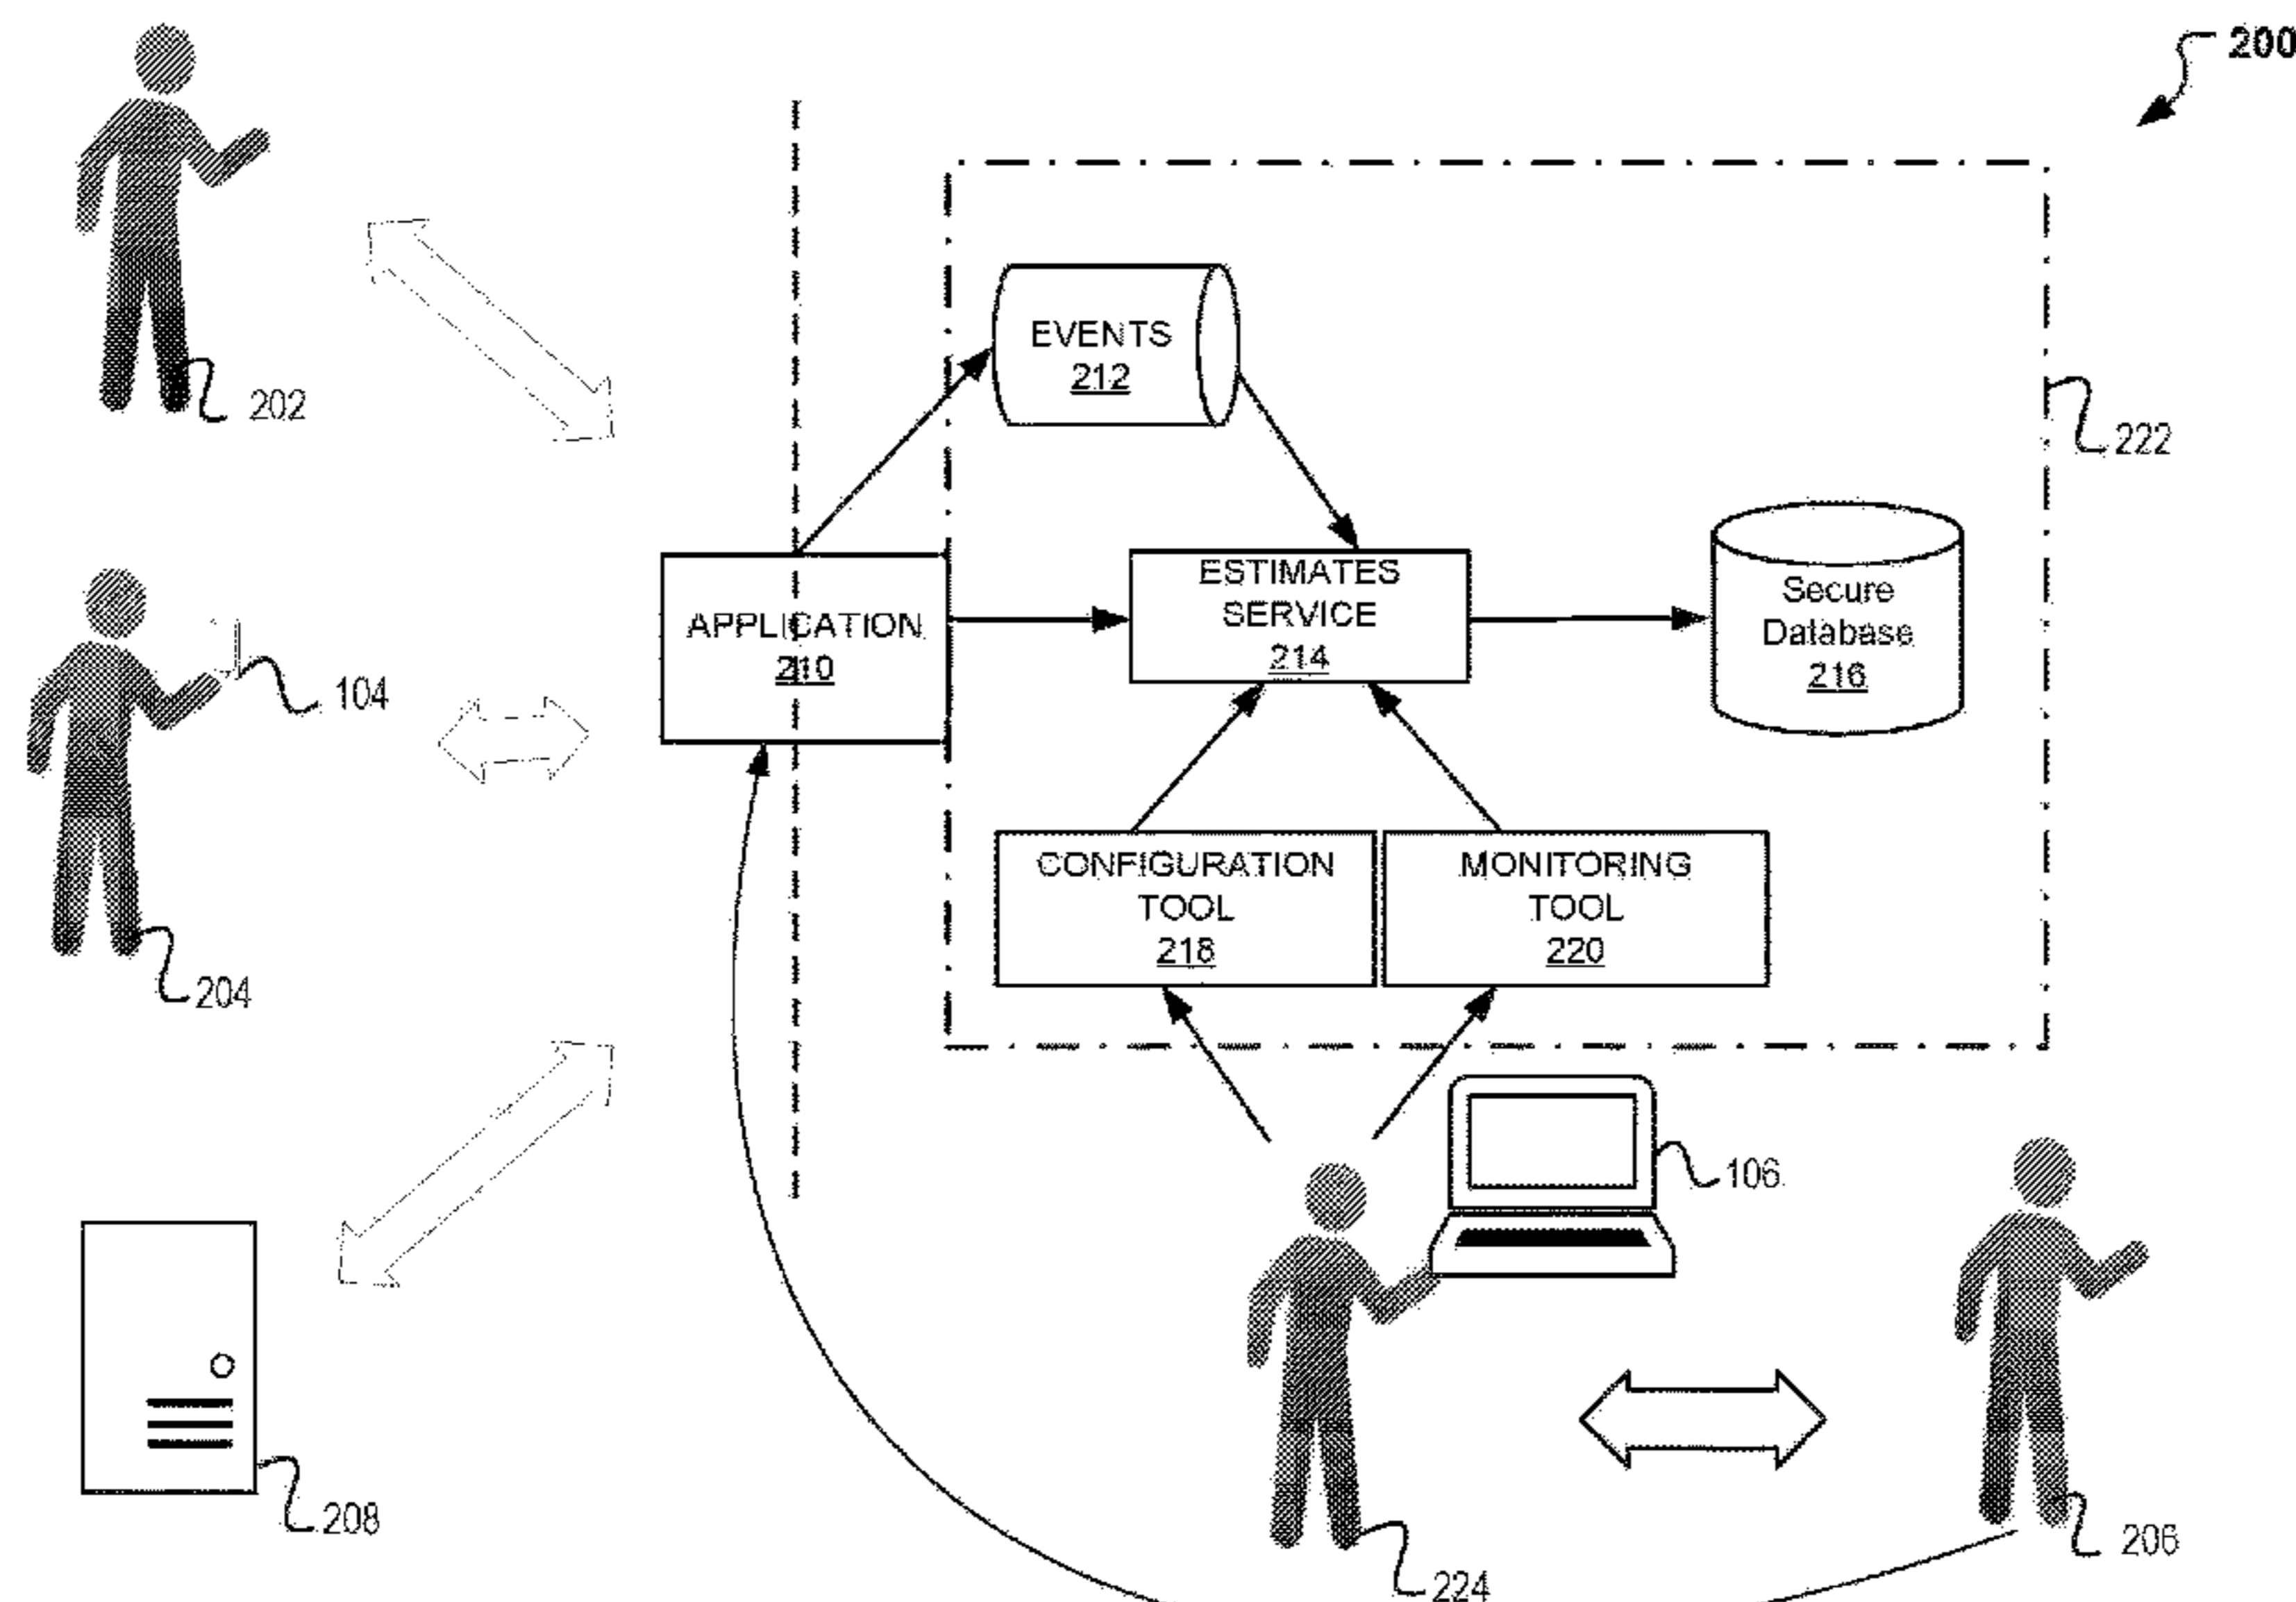 200
202
EVENTS
212
222
APPLICATION
210
ESTIMATES
SERVICE
214
Secure
Database
216
104
204
CONFIGURATION
TOOL
218
MONITORING
TOOL
220
106
208
224
206